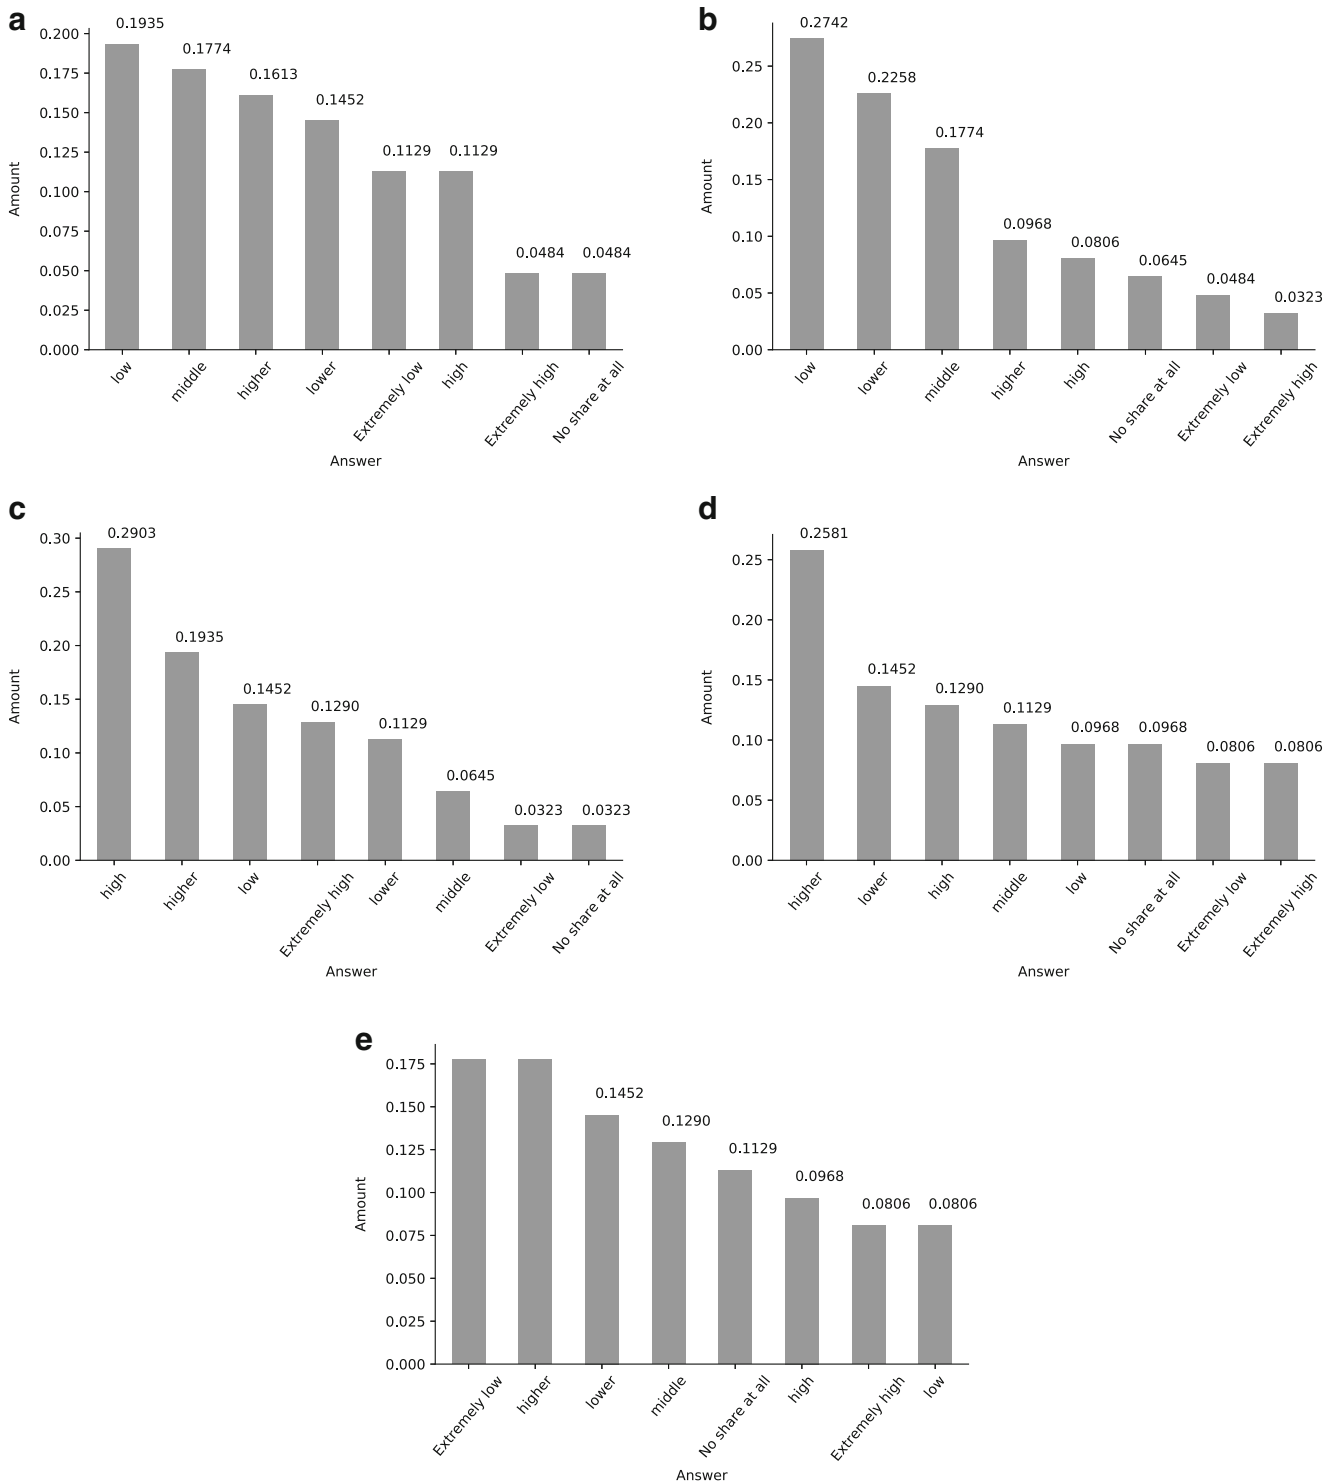 a
0.200
0.175
0.150
0.125
0.100
0.075
0.050
0.025
0.000
Amount
0.1935
0.1774
0.1613
0.1452
0.1129
0.1129
0.0484
0.0484
low
middle
higher
lower
Extremely low
high
Extremely high
No share at all
Answer
b
0.25
0.20
0.15
0.10
0.05
0.00
Amount
0.2742
0.2258
0.1774
0.0968
0.0806
0.0645
0.0484
0.0323
low
lower
middle
higher
high
No share at all
Extremely low
Extremely high
Answer
c
0.30
0.25
0.20
0.15
0.10
0.05
0.00
Amount
0.2903
0.1935
0.1452
0.1290
0.1129
0.0645
0.0323
0.0323
high
higher
low
Extremely high
lower
middle
Extremely low
No share at all
Answer
d
0.25
0.20
0.15
0.10
0.05
0.00
Amount
0.2581
0.1452
0.1290
0.1129
0.0968
0.0968
0.0806
0.0806
higher
lower
high
middle
low
No share at all
Extremely low
Extremely high
Answer
e
0.175
0.150
0.125
0.100
0.075
0.050
0.025
0.000
Amount
0.1452
0.1290
0.1129
0.0968
0.0806
0.0806
Extremely low
higher
lower
middle
No share at all
high
Extremely high
low
Answer